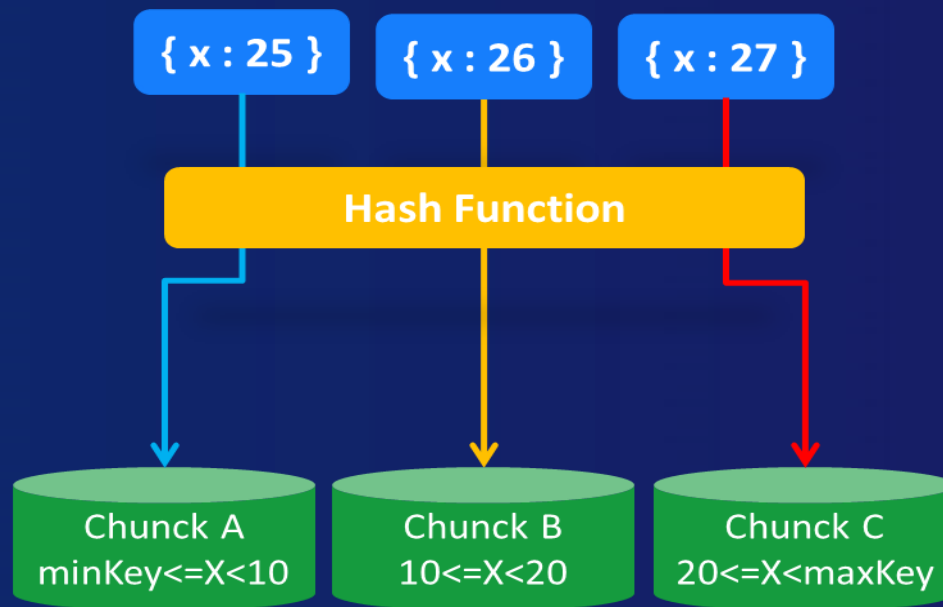 { x : 25 }
{ x : 26 }
{ x : 27 }
Hash Function
Chunck A
minKey<=X<10
Chunck B
10<=X<20
Chunck C
20<=X<maxKey